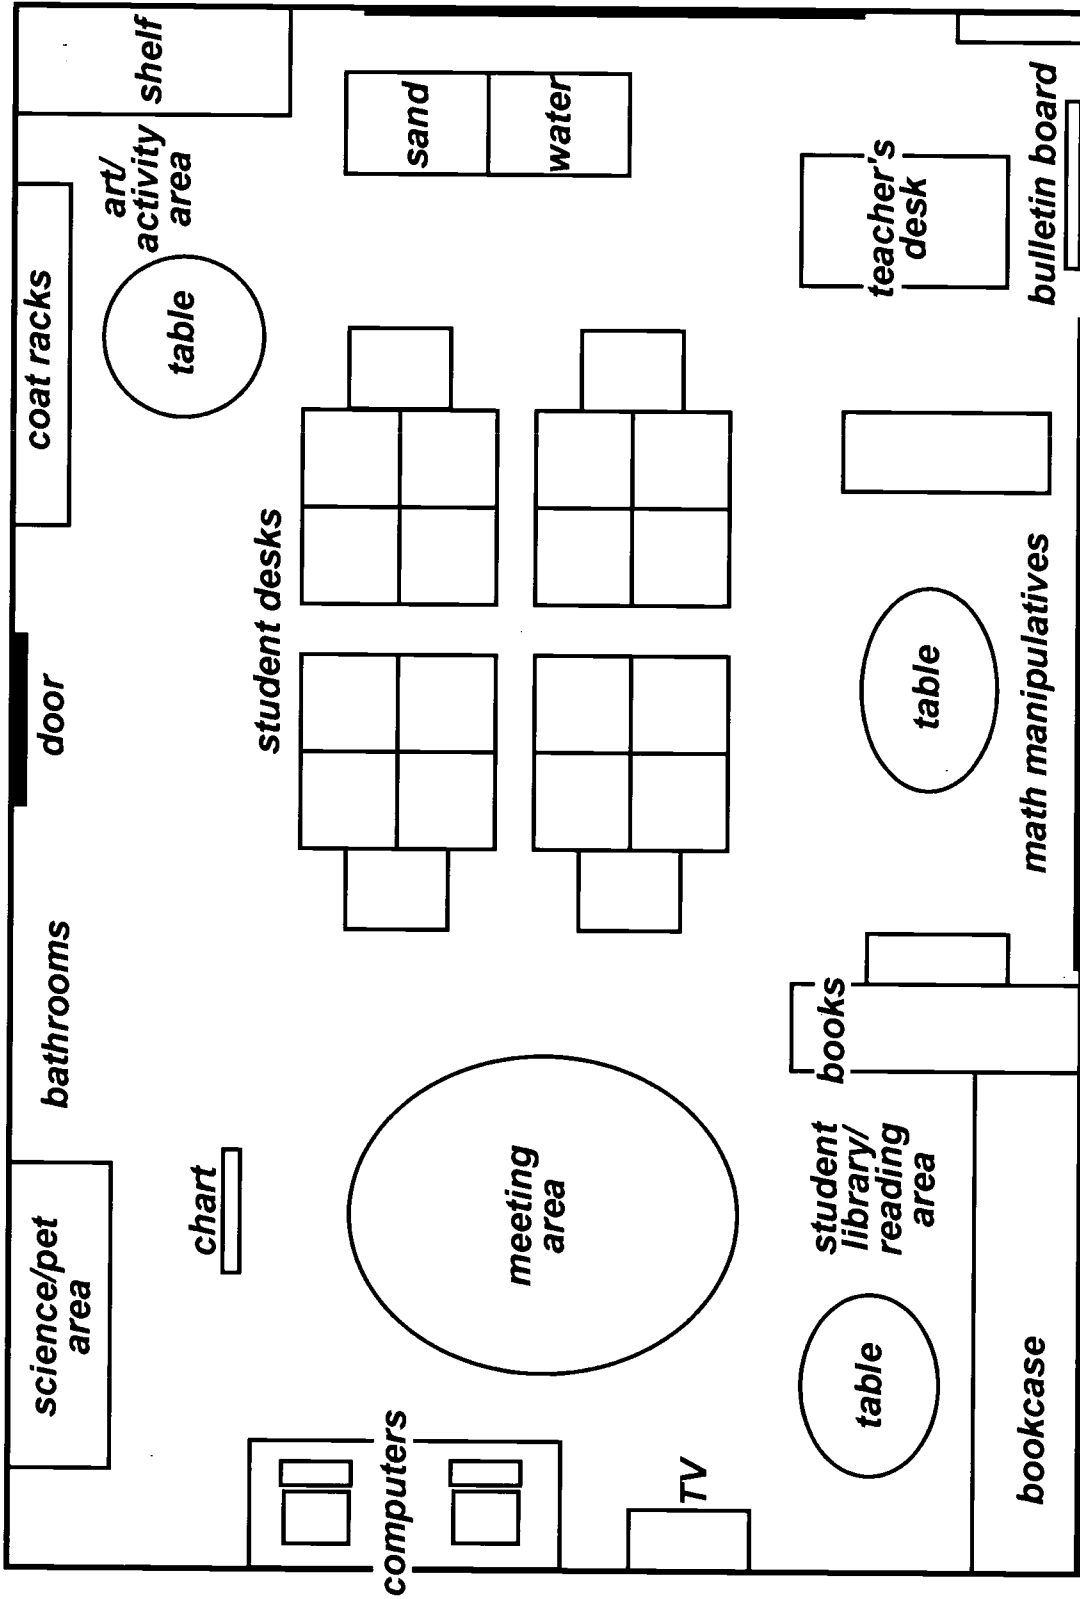 science/pet
area
bathrooms
door
coat racks
shelf
art/
activity
area
chart
table
student desks
computers
sand
meeting
area
water
TV
student
library/
reading
area
books
table
table
teacher's
desk
bookcase
math manipulatives
bulletin board